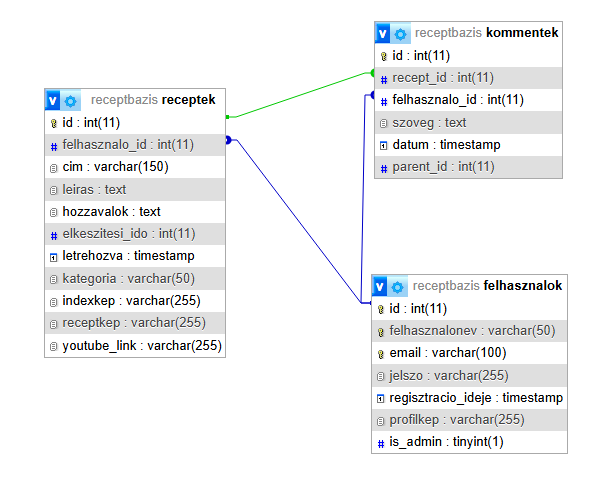 receptbazis kommentek
id : int(11)
recept_id : int(11)
felhasznalo_id : int(11)
szoveg : text
datum : timestamp
parent_id : int(11)
receptbazis receptek
id : int(11)
felhasznalo_id : int(11)
cim : varchar(150)
leiras : text
hozzavalok : text
elkeszitesi_ido : int(11)
letrehozva : timestamp
kategoria : varchar(50)
indexkep : varchar(255)
receptkep : varchar(255)
youtube_link : varchar(255)
receptbazis felhasznalok
id : int(11)
felhasznalonev : varchar(50)
email : varchar(100)
jelszo : varchar(255)
regisztracio_ideje : timestamp
profilkep : varchar(255)
is_admin : tinyint(1)